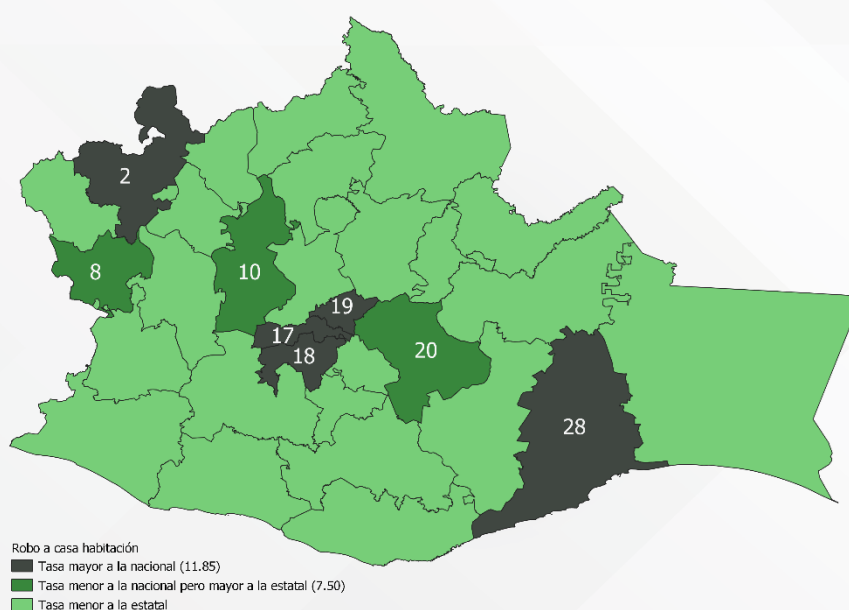 2
8
10
19
17
18
20
28
Robo a casa habitación
Tasa mayor a la nacional (11.85)
Tasa menor a la nacional pero mayor a la estatal (7.50)
Tasa menor a la estatal